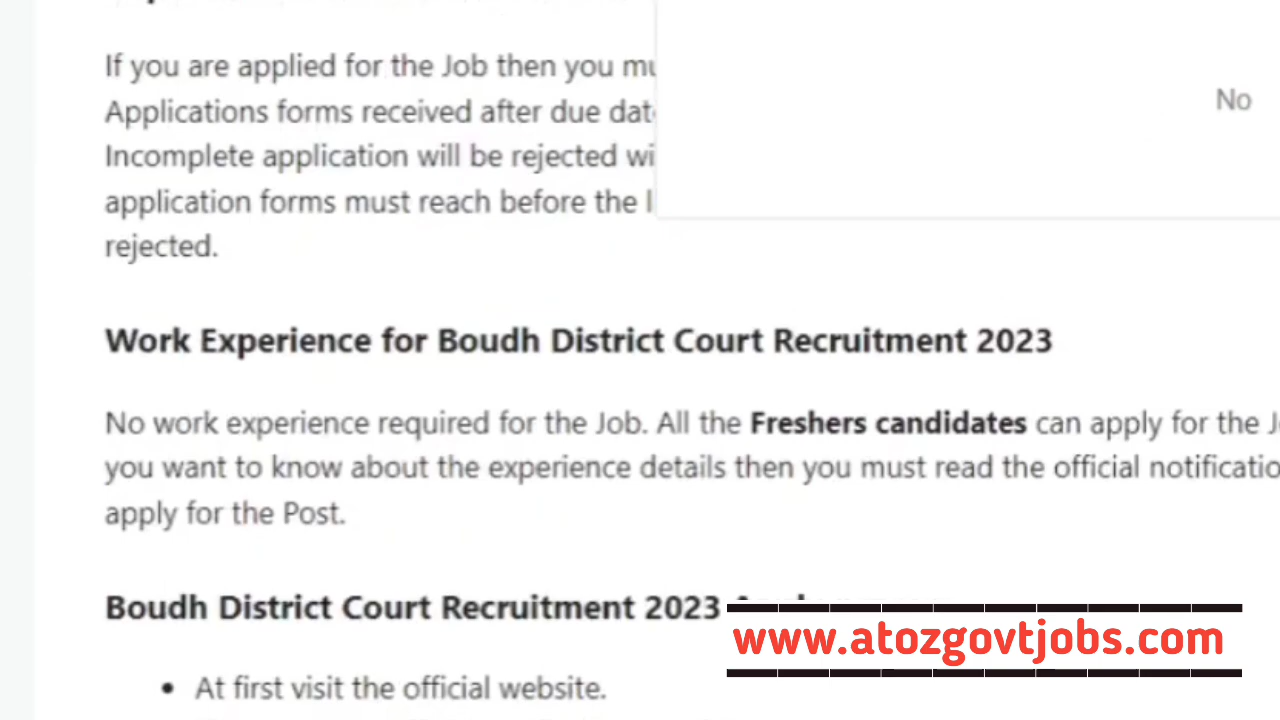 If you are applied for the Job then you
Applications forms received after due
Incomplete application will be rejected
application forms must reach before the
rejected.
No
Work Experience for Boudh District Court Recruitment 2023
No work experience required for the Job. All the Freshers candidates can apply for the
you want to know about the experience details then you must read the official
apply for the Post.
Boudh District Court Recruitment 2023
www.atozgovtjobs.com
At first visit the official website.